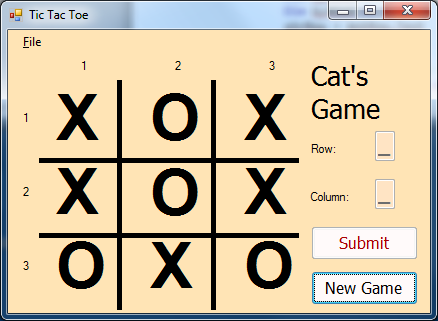 Tic Tac Toe
File
1 2 3
Cat's
Game
1 X O X
Row: _
2 X O X
Column: _
Submit
3 O X O
New Game